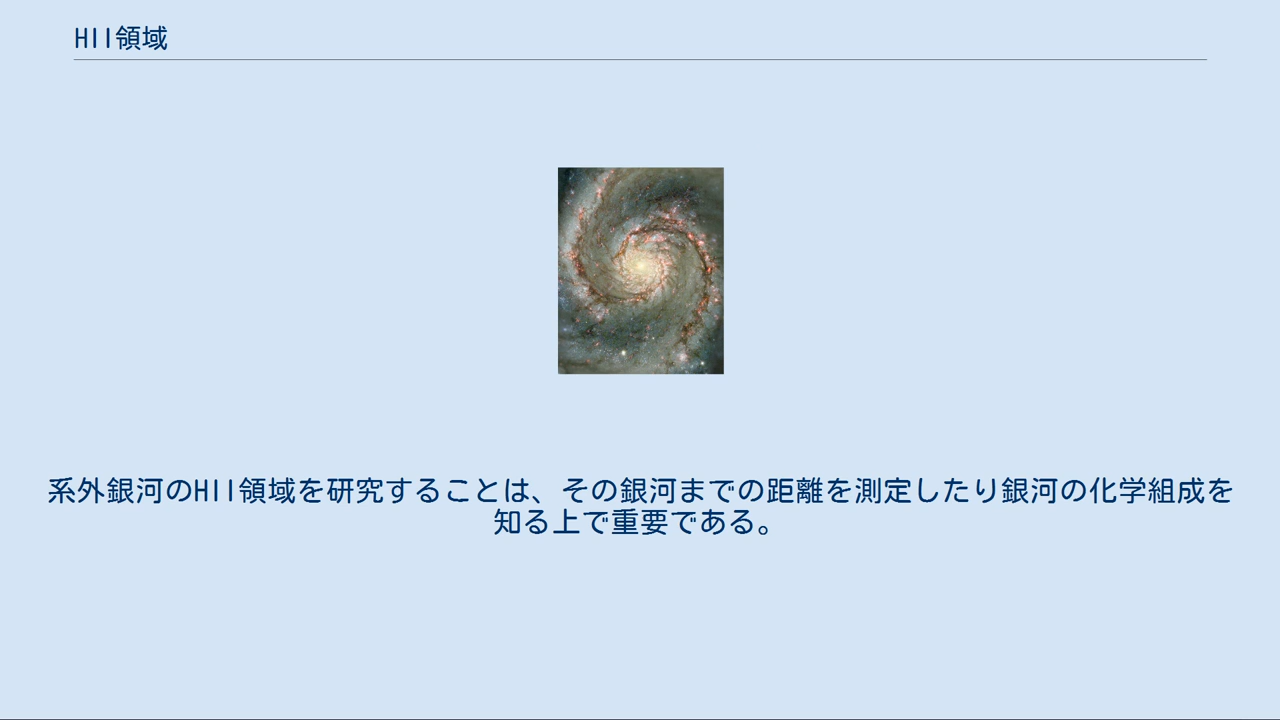 HII領域
系外銀河のHII領域を研究することは、その銀河までの距離を測定したり銀河の化学組成を
知る上で重要である。